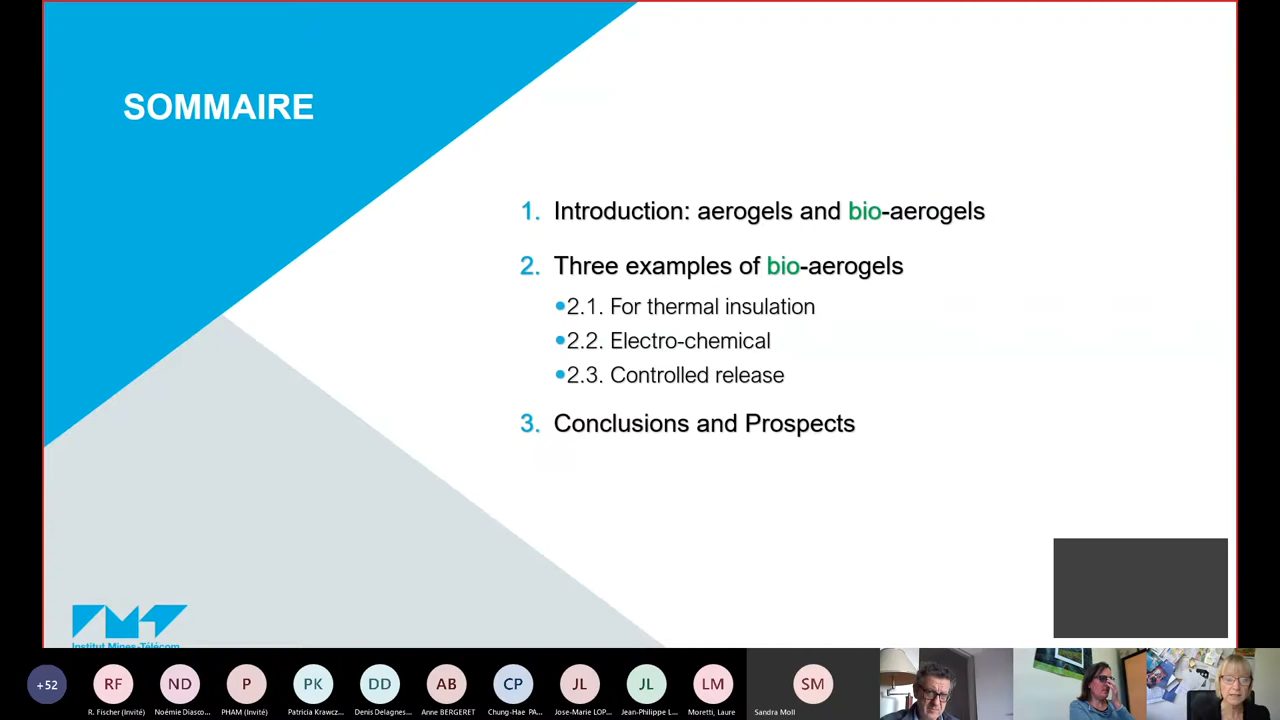 SOMMAIRE
1. Introduction: aerogels and bio-aerogels
2. Three examples of bio-aerogels
•2.1. For thermal insulation
•2.2. Electro-chemical
•2.3. Controlled release
3. Conclusions and Prospects
IMT
Institut Mines-Télécom
+52
RF
ND
P
PK
DD
AB
CP
JL
JL
LM
SM
R. Fischer (Invité)
Noémie Diasco...
PHAM (Invité)
Patricia Krawcz...
Denis Delagnes...
Anne BERGERET
Chung-Hae PA...
Jose-Marie LOP...
Jean-Philippe L...
Moretti, Laure
Sandra Moll